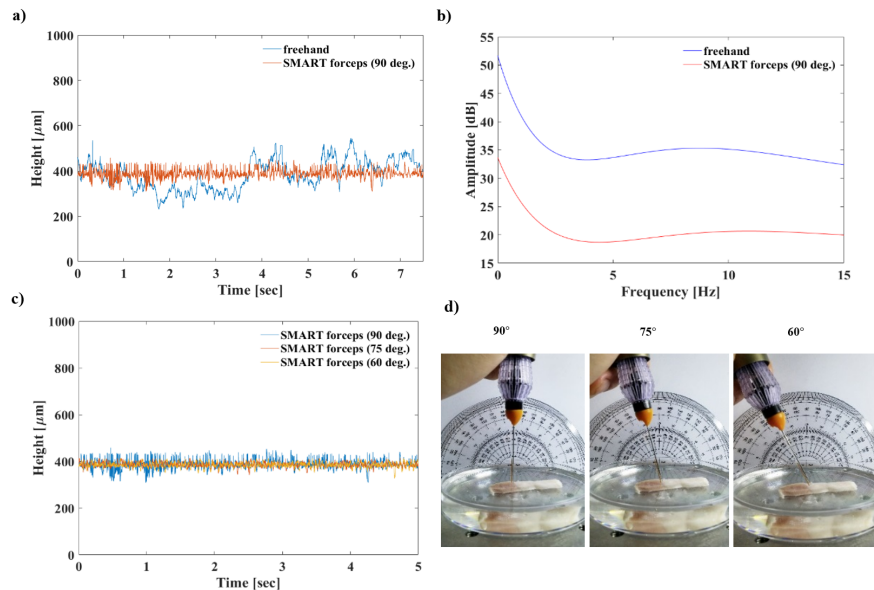 a)
1000
800
600
400
200
0
Height [μm]
freehand
SMART forceps (90 deg.)
0 1 2 3 4 5 6 7
Time [sec]
b)
55
50
45
40
35
30
25
20
15
Amplitude [dB]
freehand
SMART forceps (90 deg.)
0 5 10 15
Frequency [Hz]
c)
1000
800
600
400
200
0
Height [μm]
SMART forceps (90 deg.)
SMART forceps (75 deg.)
SMART forceps (60 deg.)
0 1 2 3 4 5
Time [sec]
d)
90° 75° 60°